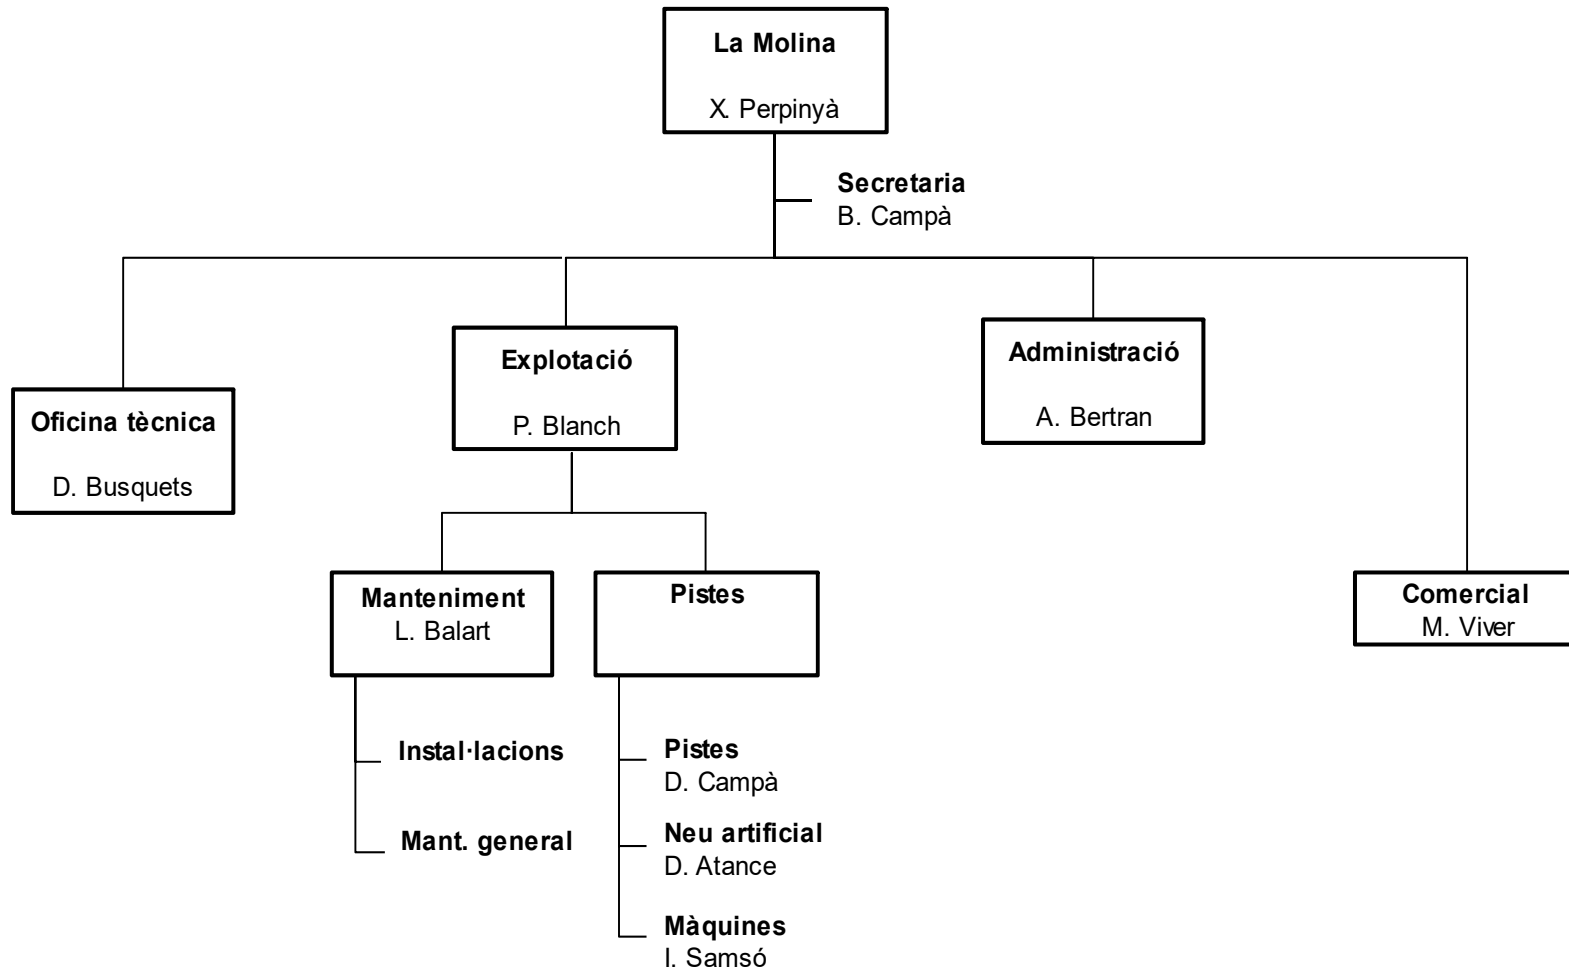 La Molina
X. Perpinyà
Secretaria
B. Campà
Oficina tècnica
D. Busquets
Explotació
P. Blanch
Administració
A. Bertran
Manteniment
L. Balart
Pistes
Comercial
M. Viver
Instal·lacions
Mant. general
Pistes
D. Campà
Neu artificial
D. Atance
Màquines
I. Samsó